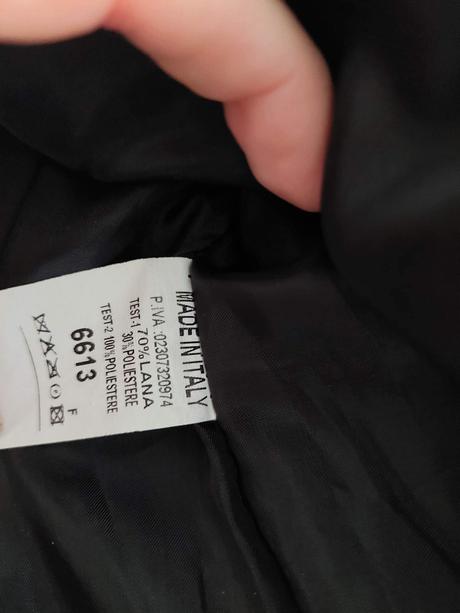 MADE IN ITALY
P.IVA :02307320974
TEST-1 70%LANA
30%POLIESTERE
TEST-2 100%POLIESTERE
6613
F